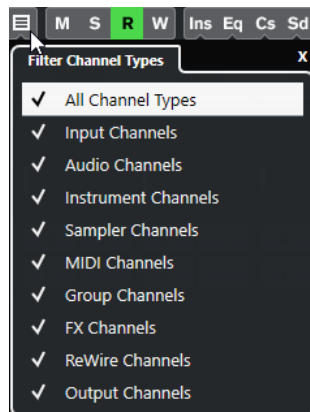 M S R W Ins Eq Cs Sd
Filter Channel Types X
All Channel Types
Input Channels
Audio Channels
Instrument Channels
Sampler Channels
MIDI Channels
Group Channels
FX Channels
ReWire Channels
Output Channels